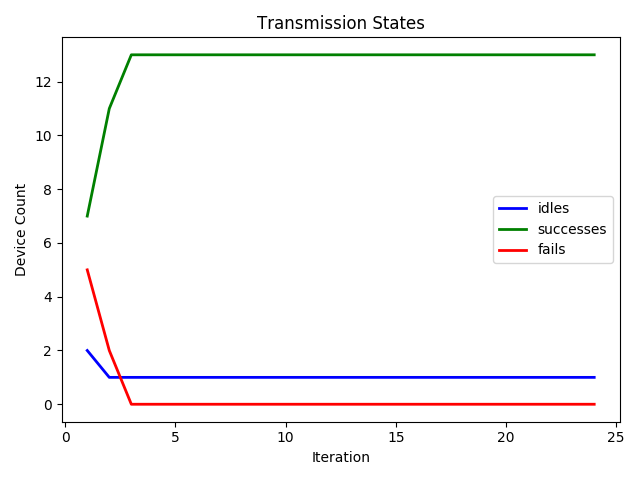 Transmission States
Device Count
12
10
8
6
4
2
0
idles
successes
fails
0 5 10 15 20 25
Iteration